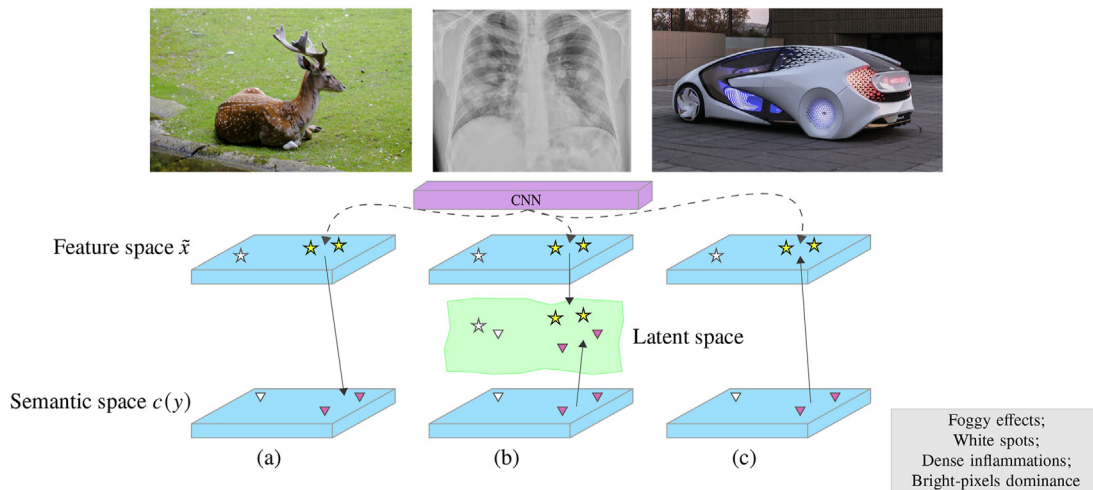 CNN
Feature space x̃
Latent space
Semantic space c(y)
(a)
(b)
(c)
Foggy effects;
White spots;
Dense inflammations;
Bright-pixels dominance